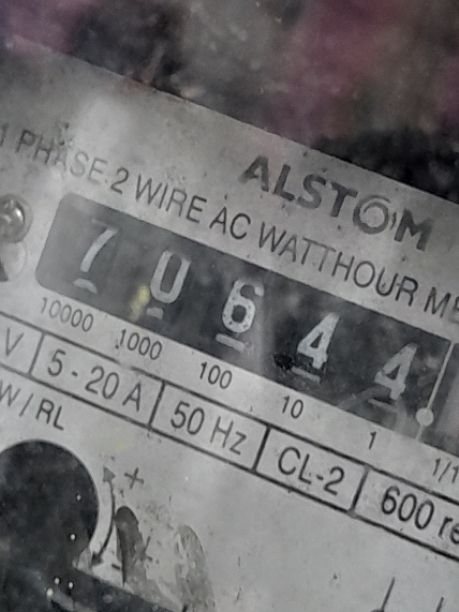 ALSTOM
1 PHASE 2 WIRE AC WATTHOUR
7 0 6 4 4
10000 1000 100 10 1
V 5 - 20 A 50 Hz CL-2 600
W/RL
+